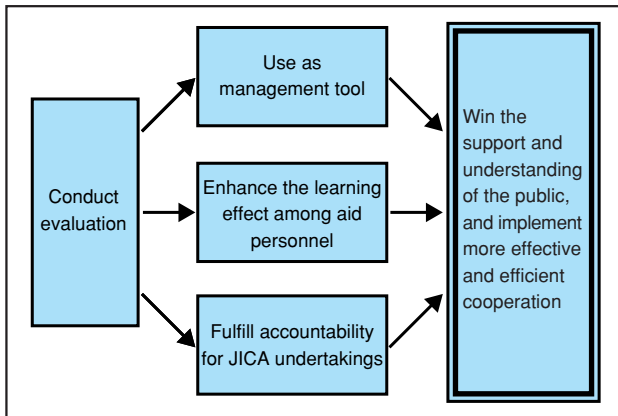 Conduct
evaluation
Use as
management tool
Enhance the learning
effect among aid
personnel
Fulfill accountability
for JICA undertakings
Win the
support and
understanding
of the public,
and implement
more effective
and efficient
cooperation